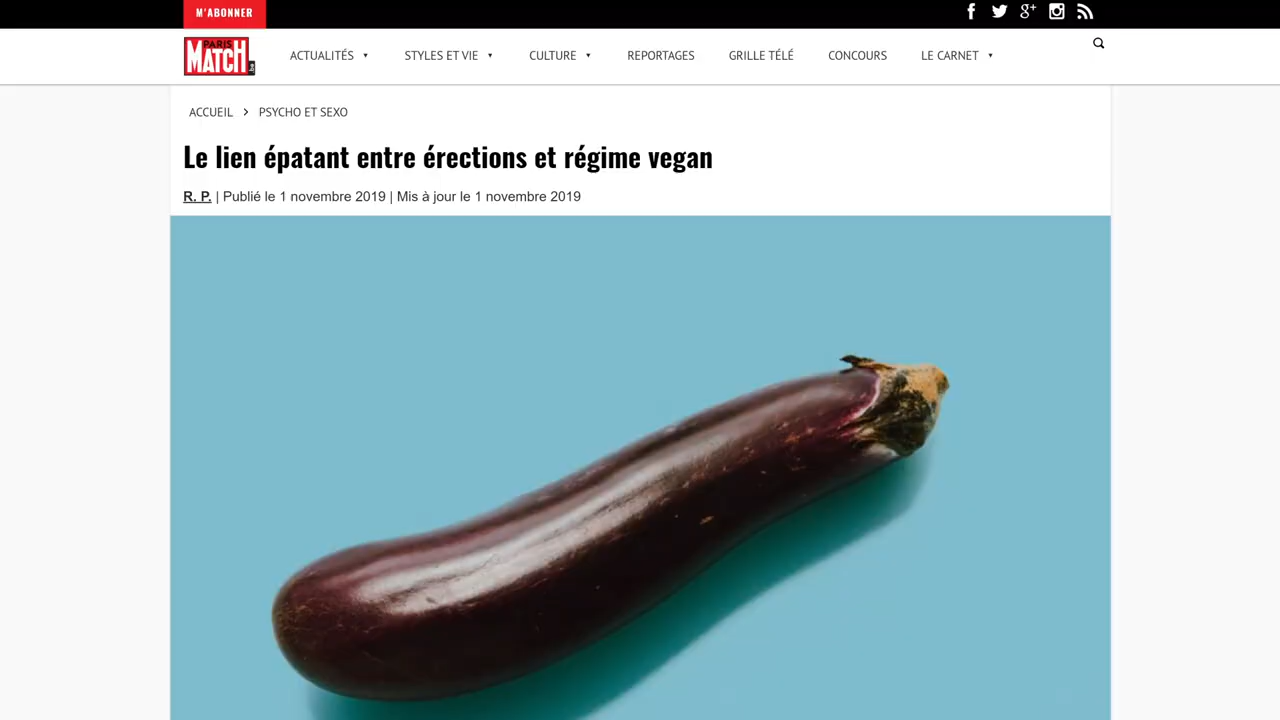 M'ABONNER
PARIS
MATCH
ACTUALITÉS
STYLES ET VIE
CULTURE
REPORTAGES
GRILLE TÉLÉ
CONCOURS
LE CARNET
ACCUEIL > PSYCHO ET SEXO
Le lien épatant entre érections et régime vegan
R. P. | Publié le 1 novembre 2019 | Mis à jour le 1 novembre 2019